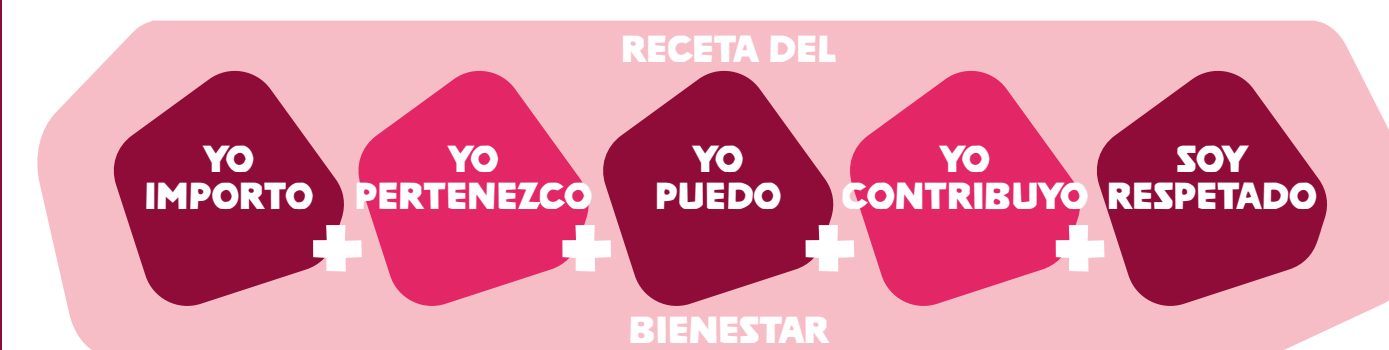 RECETA DEL
YO
IMPORTO
+
YO
PERTENEZCO
+
YO
PUEDO
+
YO
CONTRIBUYO
+
SOY
RESPETADO
BIENESTAR